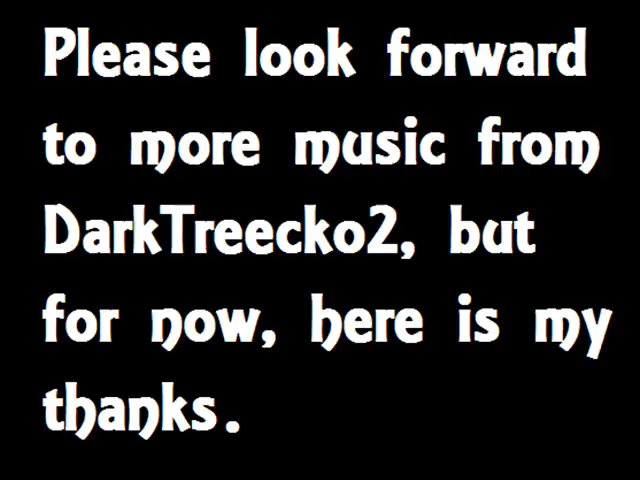 Please look forward
to more music from
DarkTreecko2, but
for now, here is my
thanks.